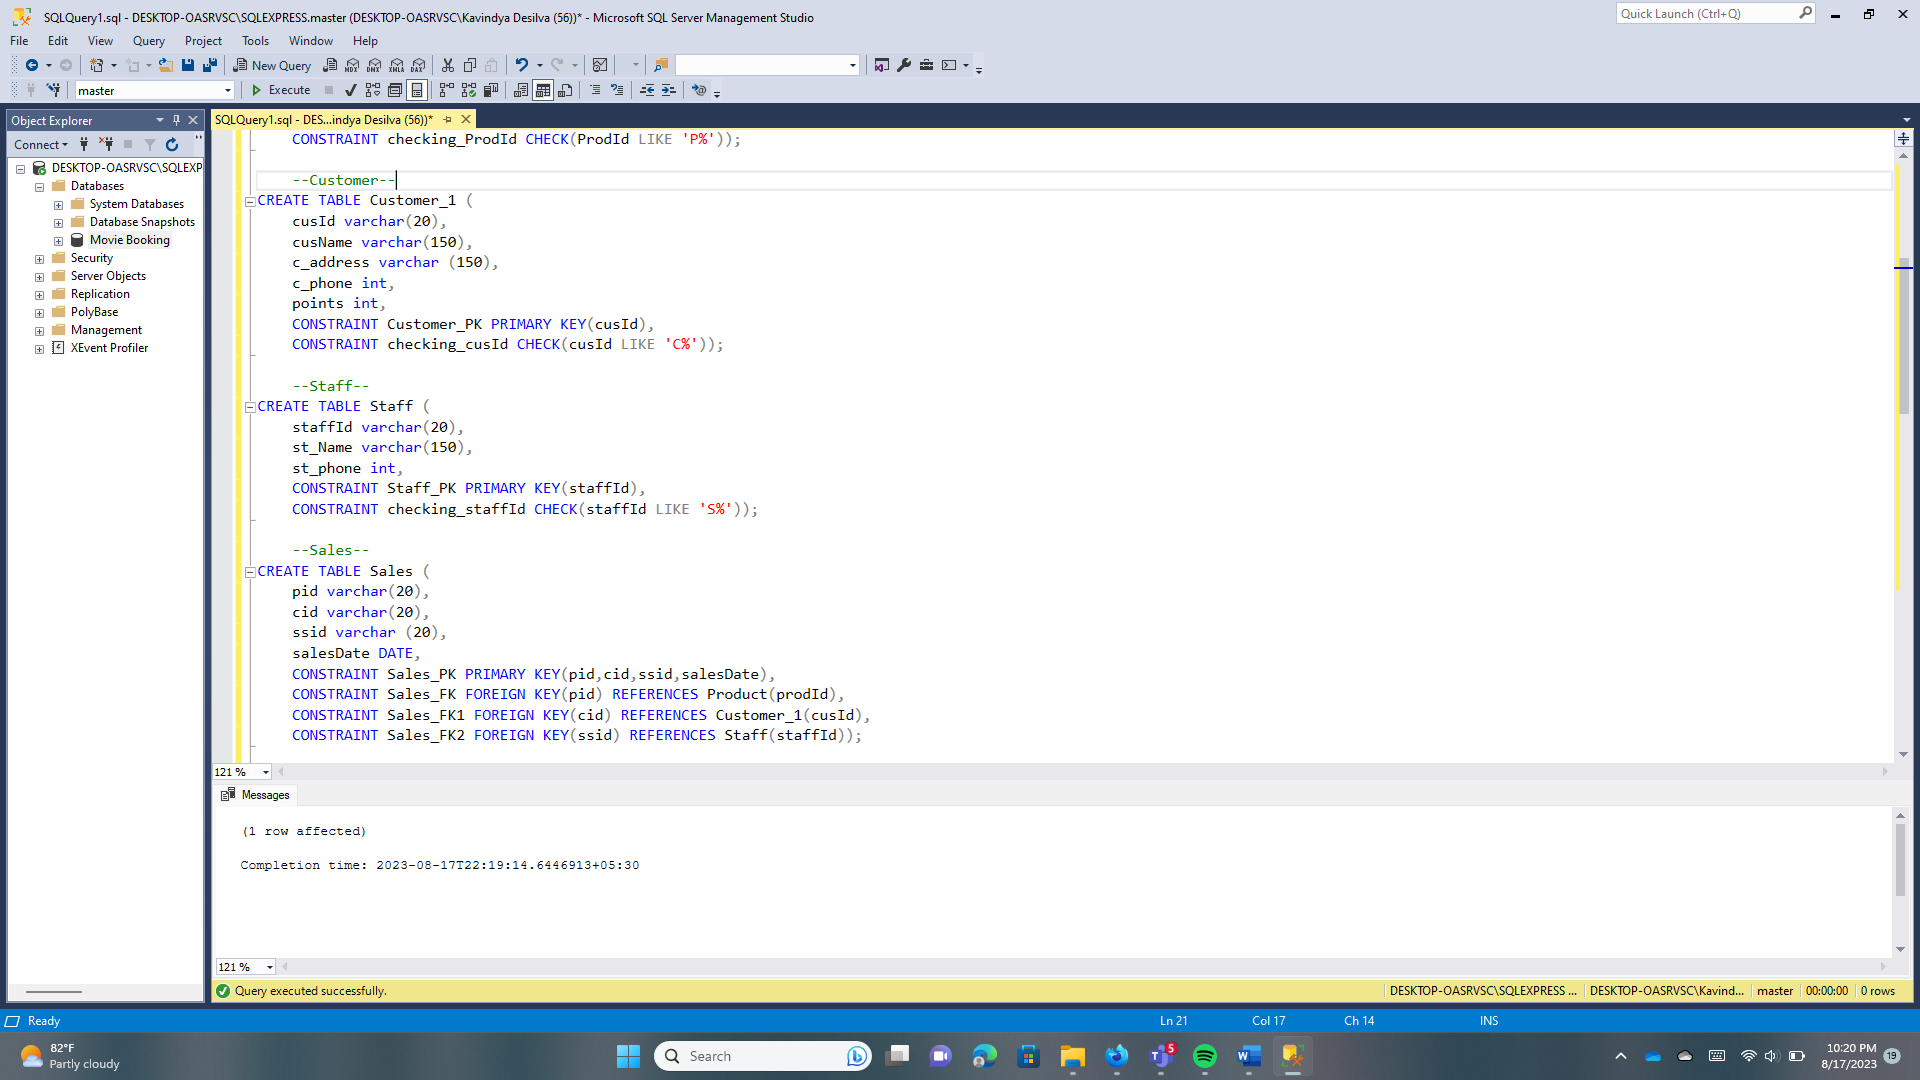 SQLQuery1.sql - DESKTOP-OASRVSC\SQLEXPRESS.master (DESKTOP-OASRVSC\Kavindya Desilva (56))* - Microsoft SQL Server Management Studio
Quick Launch (Ctrl+Q)
File Edit View Query Project Tools Window Help
New Query MDX DMX XMLA DAX
master Execute
Object Explorer
SQLQuery1.sql - DES...indya Desilva (56))*
Connect
DESKTOP-OASRVSC\SQLEXP
Databases
System Databases
Database Snapshots
Movie Booking
Security
Server Objects
Replication
PolyBase
Management
XEvent Profiler
CONSTRAINT checking_ProdId CHECK(ProdId LIKE 'P%'));
--Customer--
CREATE TABLE Customer_1 (
cusId varchar(20),
cusName varchar(150),
c_address varchar (150),
c_phone int,
points int,
CONSTRAINT Customer_PK PRIMARY KEY(cusId),
CONSTRAINT checking_cusId CHECK(cusId LIKE 'C%'));
--Staff--
CREATE TABLE Staff (
staffId varchar(20),
st_Name varchar(150),
st_phone int,
CONSTRAINT Staff_PK PRIMARY KEY(staffId),
CONSTRAINT checking_staffId CHECK(staffId LIKE 'S%'));
--Sales--
CREATE TABLE Sales (
pid varchar(20),
cid varchar(20),
ssid varchar (20),
salesDate DATE,
CONSTRAINT Sales_PK PRIMARY KEY(pid,cid,ssid,salesDate),
CONSTRAINT Sales_FK FOREIGN KEY(pid) REFERENCES Product(prodId),
CONSTRAINT Sales_FK1 FOREIGN KEY(cid) REFERENCES Customer_1(cusId),
CONSTRAINT Sales_FK2 FOREIGN KEY(ssid) REFERENCES Staff(staffId));
121 %
Messages
(1 row affected)
Completion time: 2023-08-17T22:19:14.6446913+05:30
121 %
Query executed successfully.
DESKTOP-OASRVSC\SQLEXPRESS ... DESKTOP-OASRVSC\Kavind... master 00:00:00 0 rows
Ready Ln 21 Col 17 Ch 14 INS
82°F
Partly cloudy
Search
5
10:20 PM
8/17/2023
19